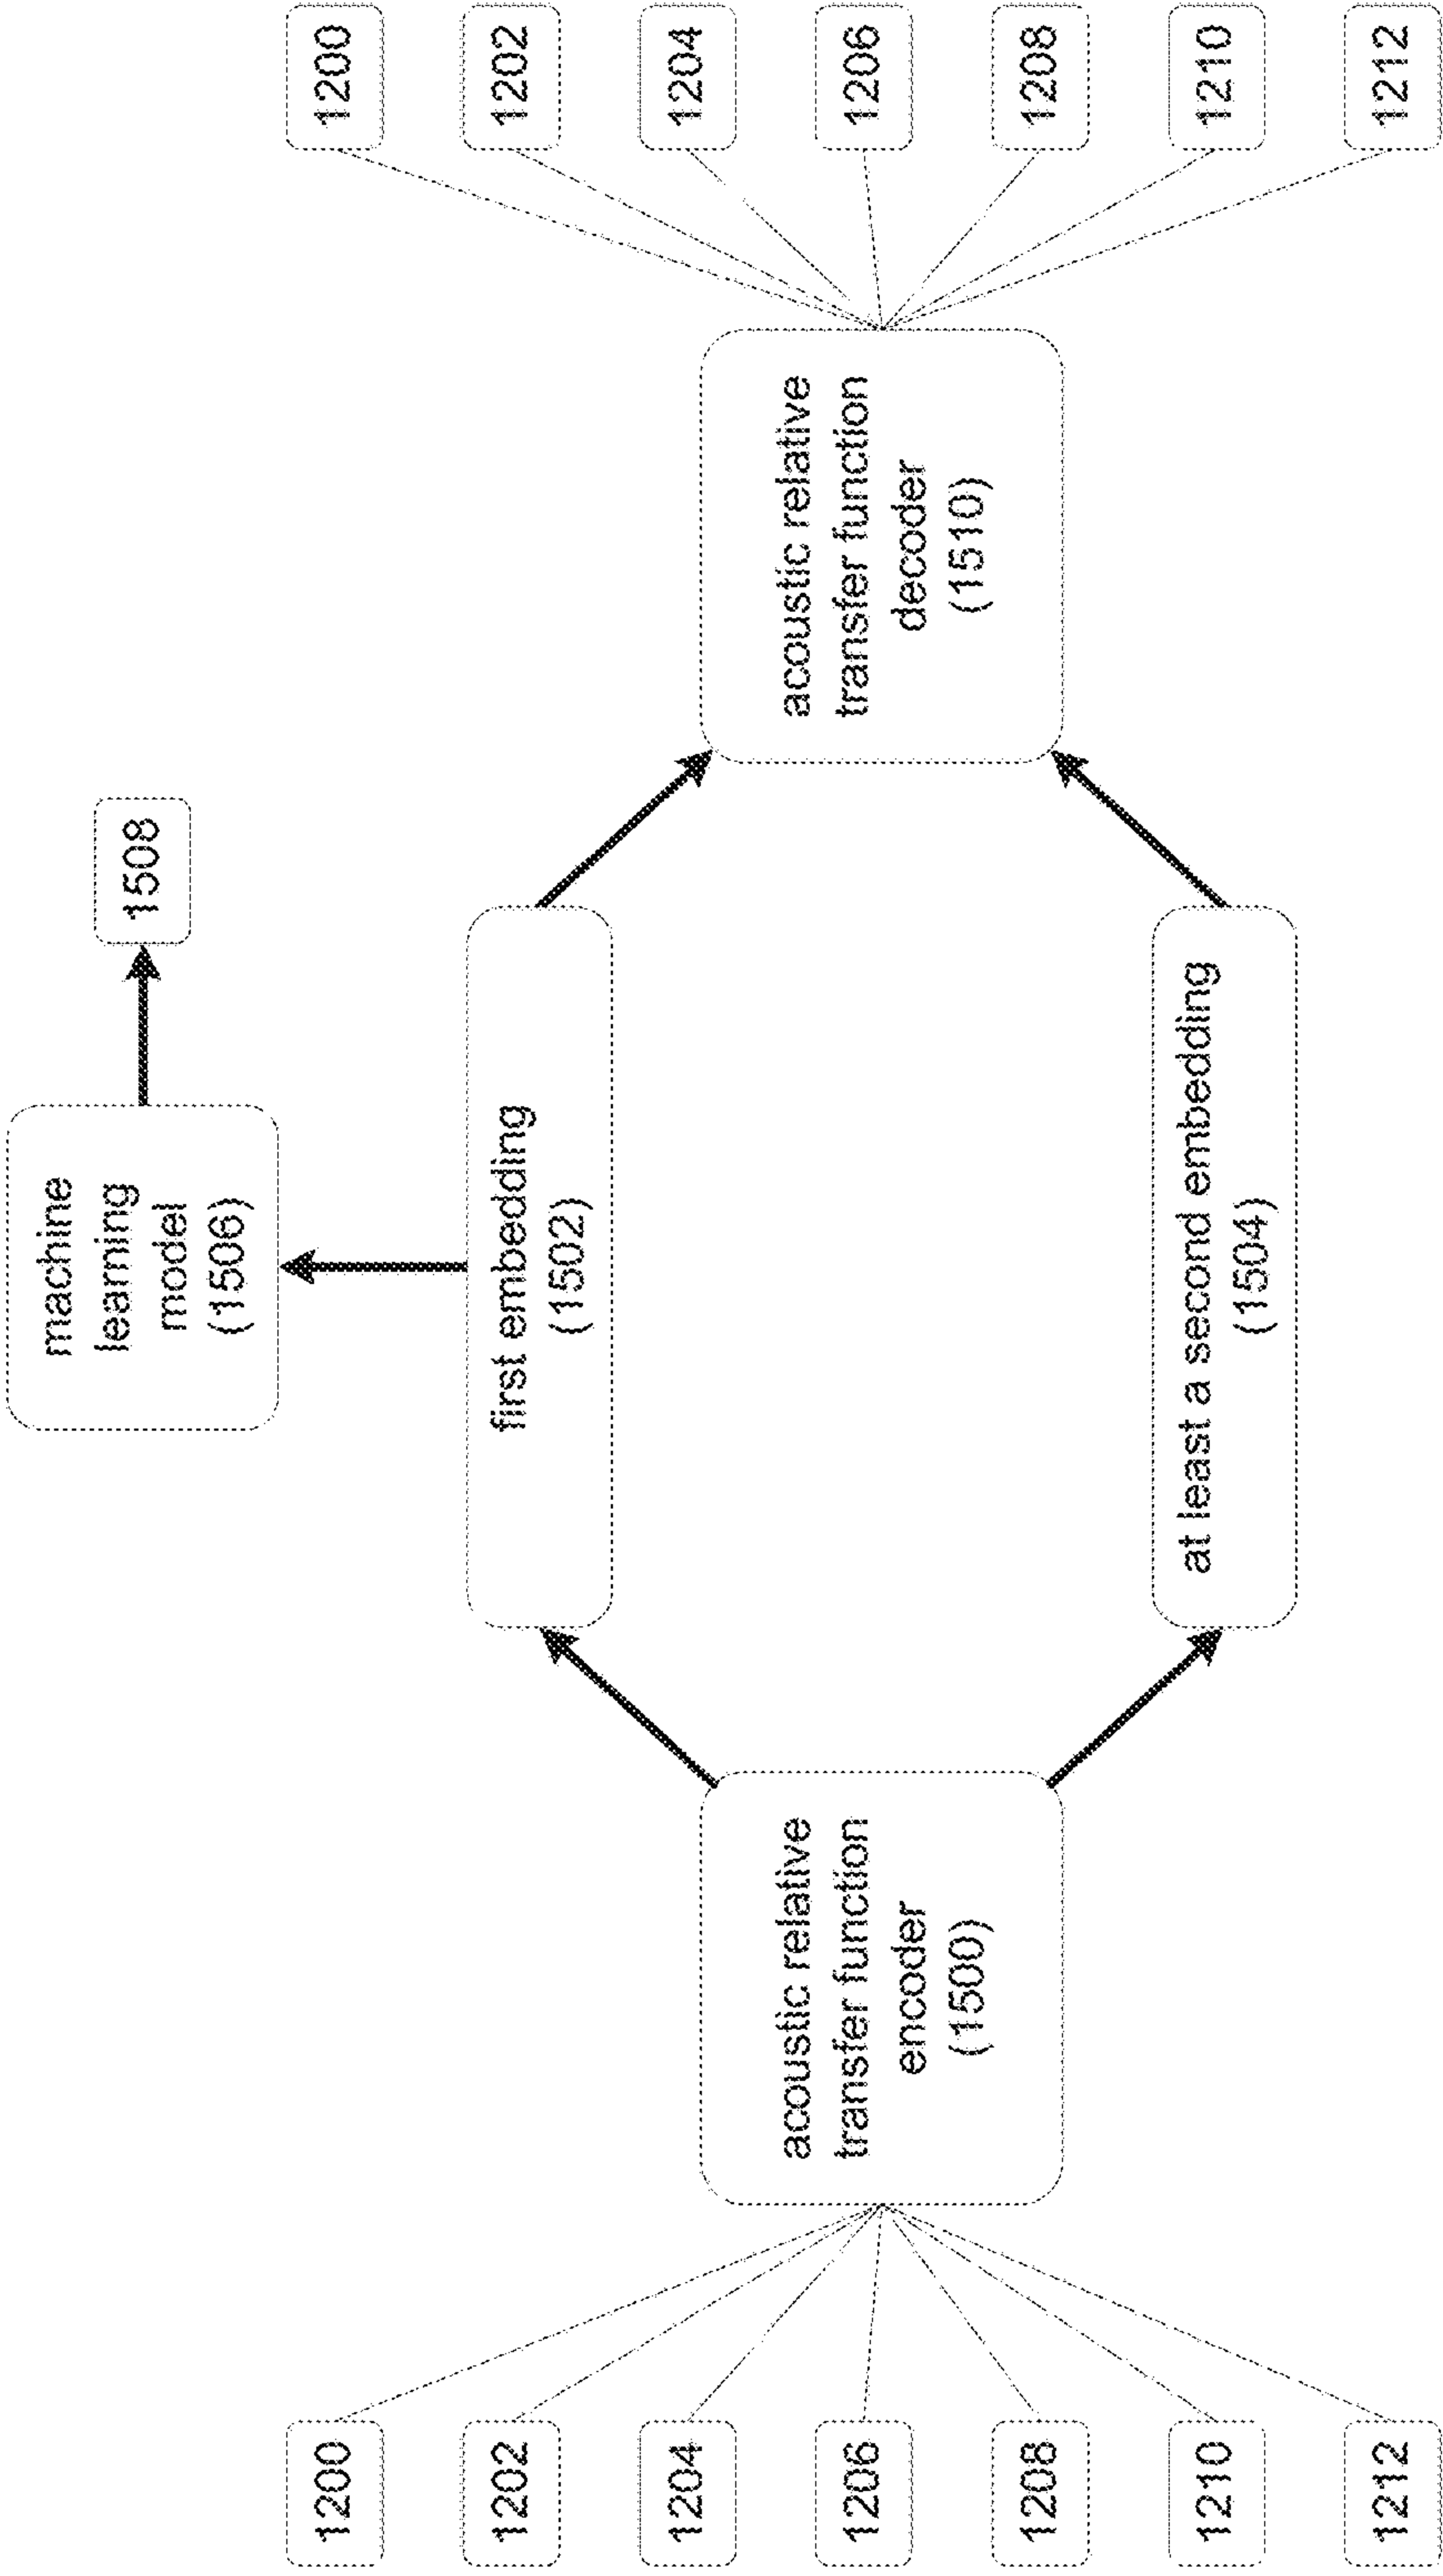 machine
learning
model
(1506)
1508
1200
1202
1204
1206
1208
1210
1212
acoustic relative
transfer function
encoder
(1500)
first embedding
(1502)
at least a second embedding
(1504)
acoustic relative
transfer function
decoder
(1510)
1200
1202
1204
1206
1208
1210
1212